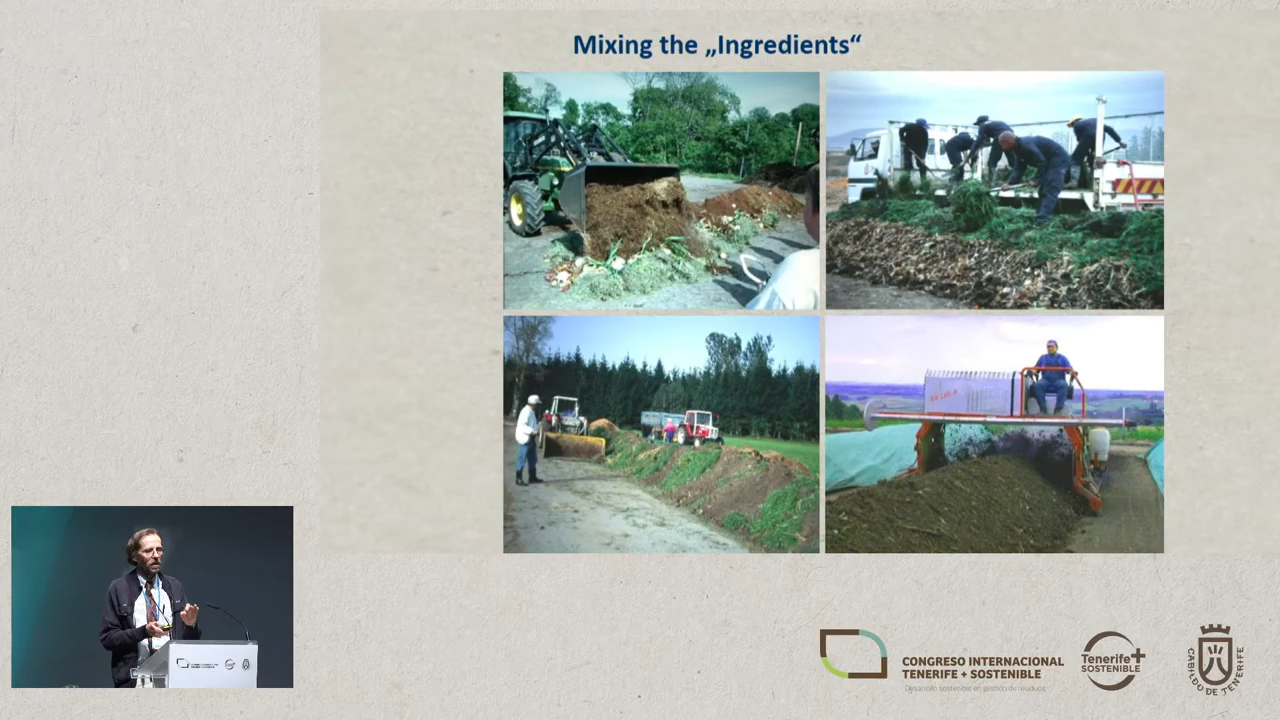 Mixing the „Ingredients“
CONGRESO INTERNACIONAL
TENERIFE + SOSTENIBLE
Desarrollo sostenible en gestión de residuos
Tenerife+
SOSTENIBLE
CABILDO DE TENERIFE